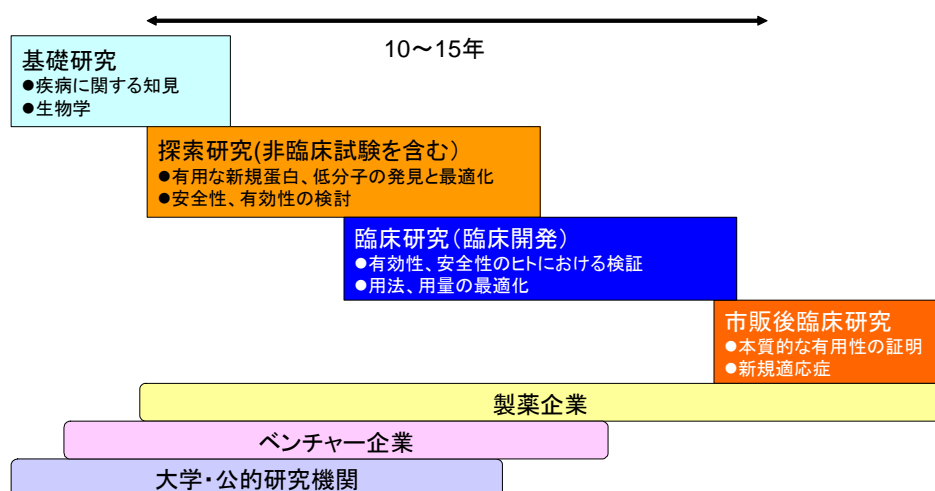 10～15年
基礎研究
●疾病に関する知見
●生物学
探索研究(非臨床試験を含む）
●有用な新規蛋白、低分子の発見と最適化
●安全性、有効性の検討
臨床研究（臨床開発）
●有効性、安全性のヒトにおける検証
●用法、用量の最適化
市販後臨床研究
●本質的な有用性の証明
●新規適応症
製薬企業
ベンチャー企業
大学・公的研究機関